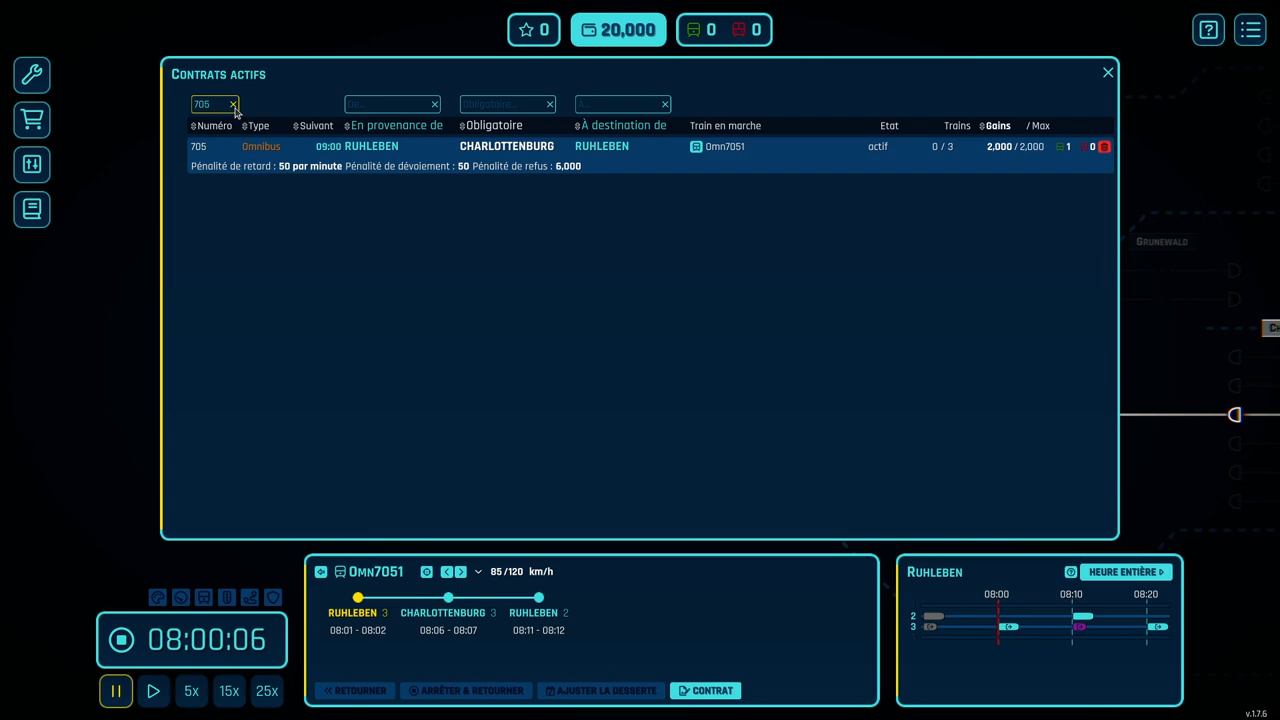 0
20,000
0 0
CONTRATS ACTIFS
705
De...
Obligatoire...
À...
Numéro Type Suivant En provenance de Obligatoire À destination de Train en marche Etat Trains Gains / Max
705 Omnibus 09:00 RUHLEBEN CHARLOTTENBURG RUHLEBEN Omn7051 actif 0 / 3 2,000 / 2,000 1 0
Pénalité de retard : 50 par minute Pénalité de dévoiement : 50 Pénalité de refus : 6,000
GRUNEWALD
OMN7051 85/120 km/h
RUHLEBEN 3 CHARLOTTENBURG 3 RUHLEBEN 2
08:01 - 08:02 08:06 - 08:07 08:11 - 08:12
RETOURNER ARRÊTER & RETOURNER AJUSTER LA DESSERTE CONTRAT
RUHLEBEN HEURE ENTIÈRE
08:00 08:10 08:20
2
3
08:00:06
5x 15x 25x
v.1.7.6